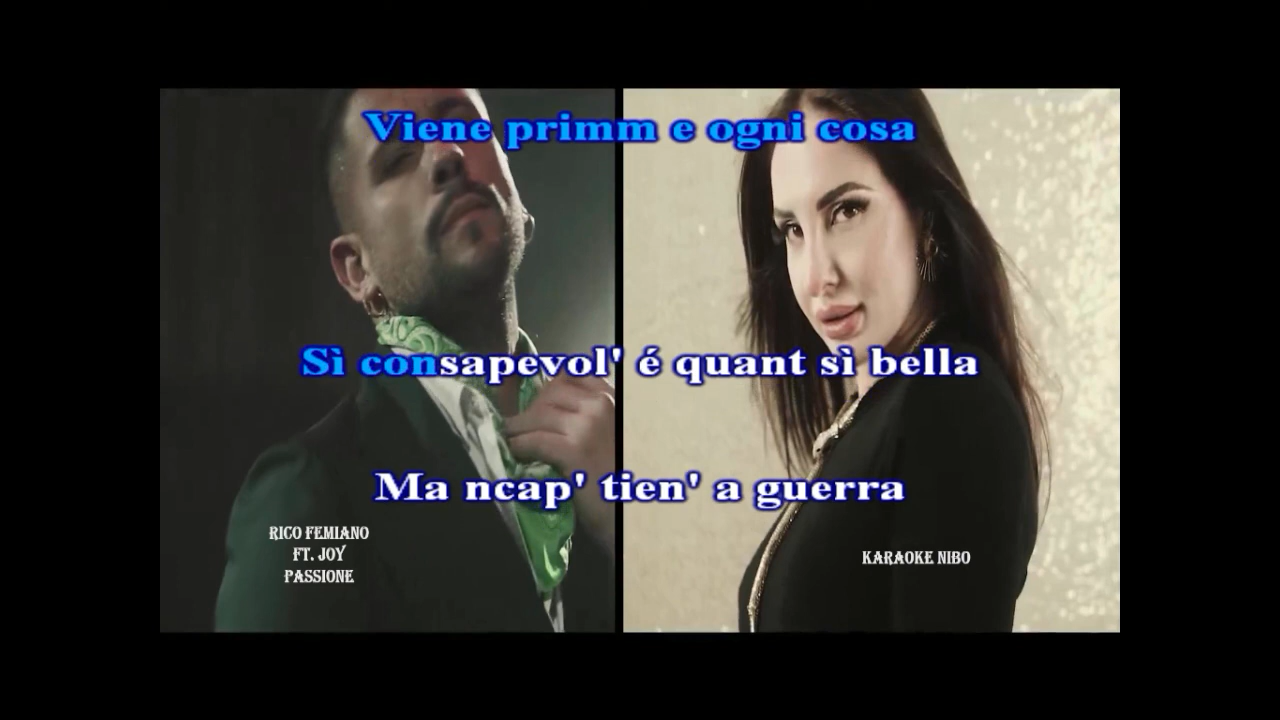 Viene primm e ogni cosa
Sì consapevol' é quant sì bella
Ma ncap' tien' a guerra
RICO FEMIANO
FT. JOY
PASSIONE
KARAOKE NIBO